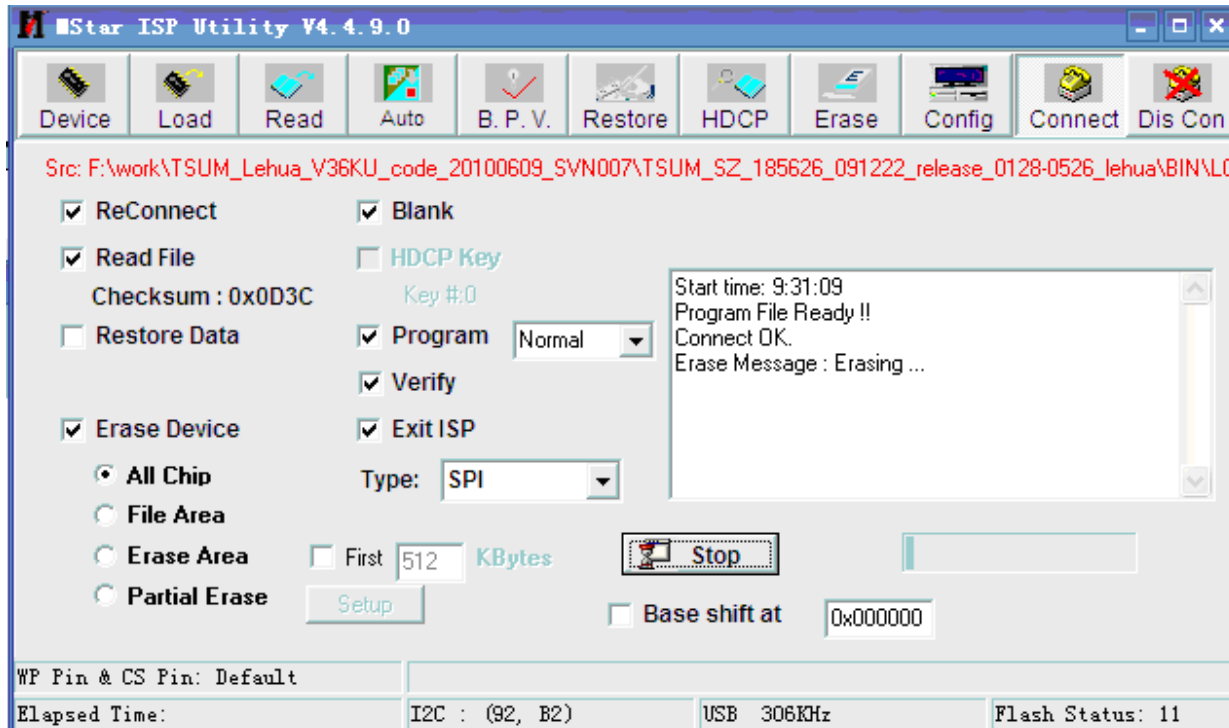 MStar ISP Utility V4.4.9.0
Device Load Read Auto B. P. V. Restore HDCP Erase Config Connect Dis Con
Src: F:\work\TSUM_Lehua_V36KU_code_20100609_SVN007\TSUM_SZ_185626_091222_release_0128-0526_lehua\BIN\L
ReConnect
Blank
Read File
HDCP Key
Checksum : 0x0D3C
Key #:0
Restore Data
Program
Normal
Verify
Erase Device
Exit ISP
All Chip
Type: SPI
File Area
Erase Area
First 512 KBytes
Partial Erase
Setup
Start time: 9:31:09
Program File Ready !!
Connect OK.
Erase Message : Erasing ...
Stop
Base shift at 0x000000
WP Pin & CS Pin: Default
Elapsed Time:
I2C : (92, B2)
USB 306KHz
Flash Status: 11